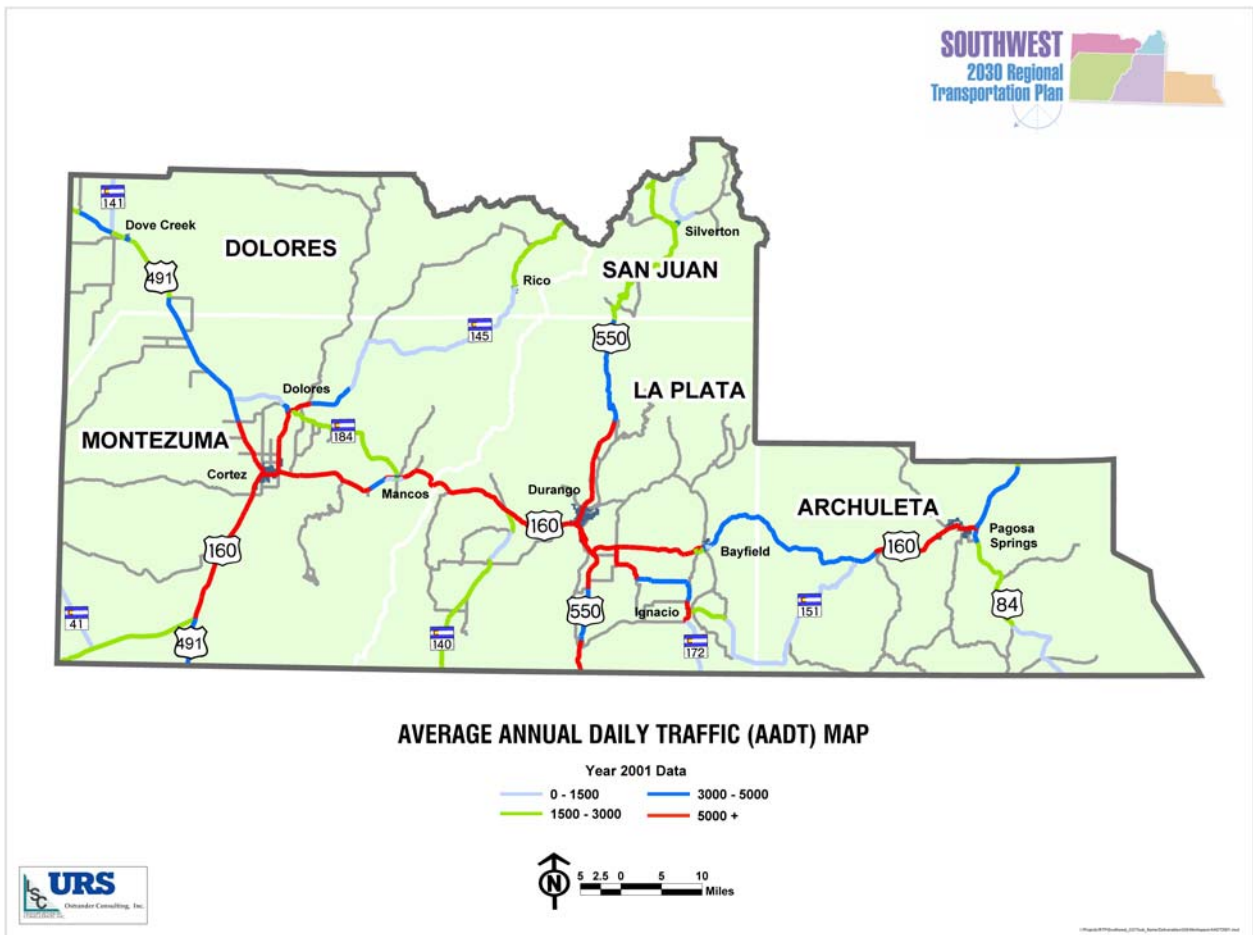 SOUTHWEST
2030 Regional
Transportation Plan
141
Dove Creek
DOLORES
491
Silverton
SAN JUAN
Rico
145
550
Dolores
LA PLATA
184
MONTEZUMA
Cortez
Mancos
Durango
160
ARCHULETA
160
Pagosa
Springs
160
Bayfield
41
491
140
550
Ignacio
172
151
84
AVERAGE ANNUAL DAILY TRAFFIC (AADT) MAP
Year 2001 Data
0 - 1500
3000 - 5000
1500 - 3000
5000 +
N
5 2.5 0 5 10
Miles
LSC
URS
Ostrander Consulting, Inc.